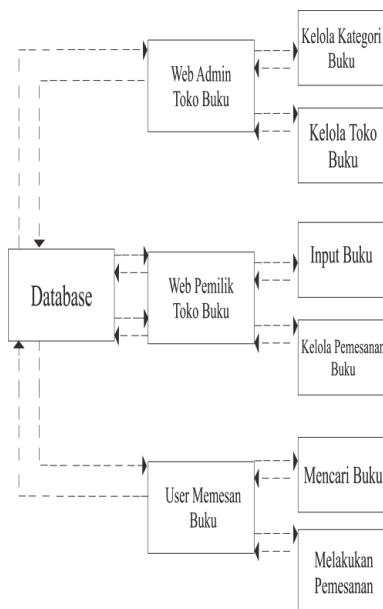 Web Admin
Toko Buku
Kelola Kategori
Buku
Kelola Toko
Buku
Database
Web Pemilik
Toko Buku
Input Buku
Kelola Pemesanan
Buku
User Memesan
Buku
Mencari Buku
Melakukan
Pemesanan